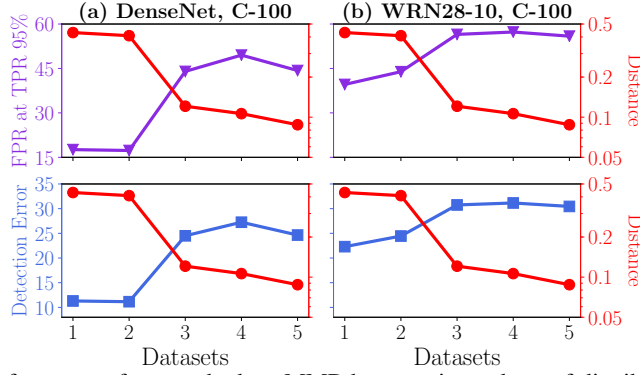 (a) DenseNet, C-100
(b) WRN28-10, C-100
FPR at TPR 95%
60
45
30
15
0.5
0.2
0.1
0.05
Distance
Detection Error
35
30
25
20
15
10
0.5
0.2
0.1
0.05
Distance
1 2 3 4 5
1 2 3 4 5
Datasets
Datasets